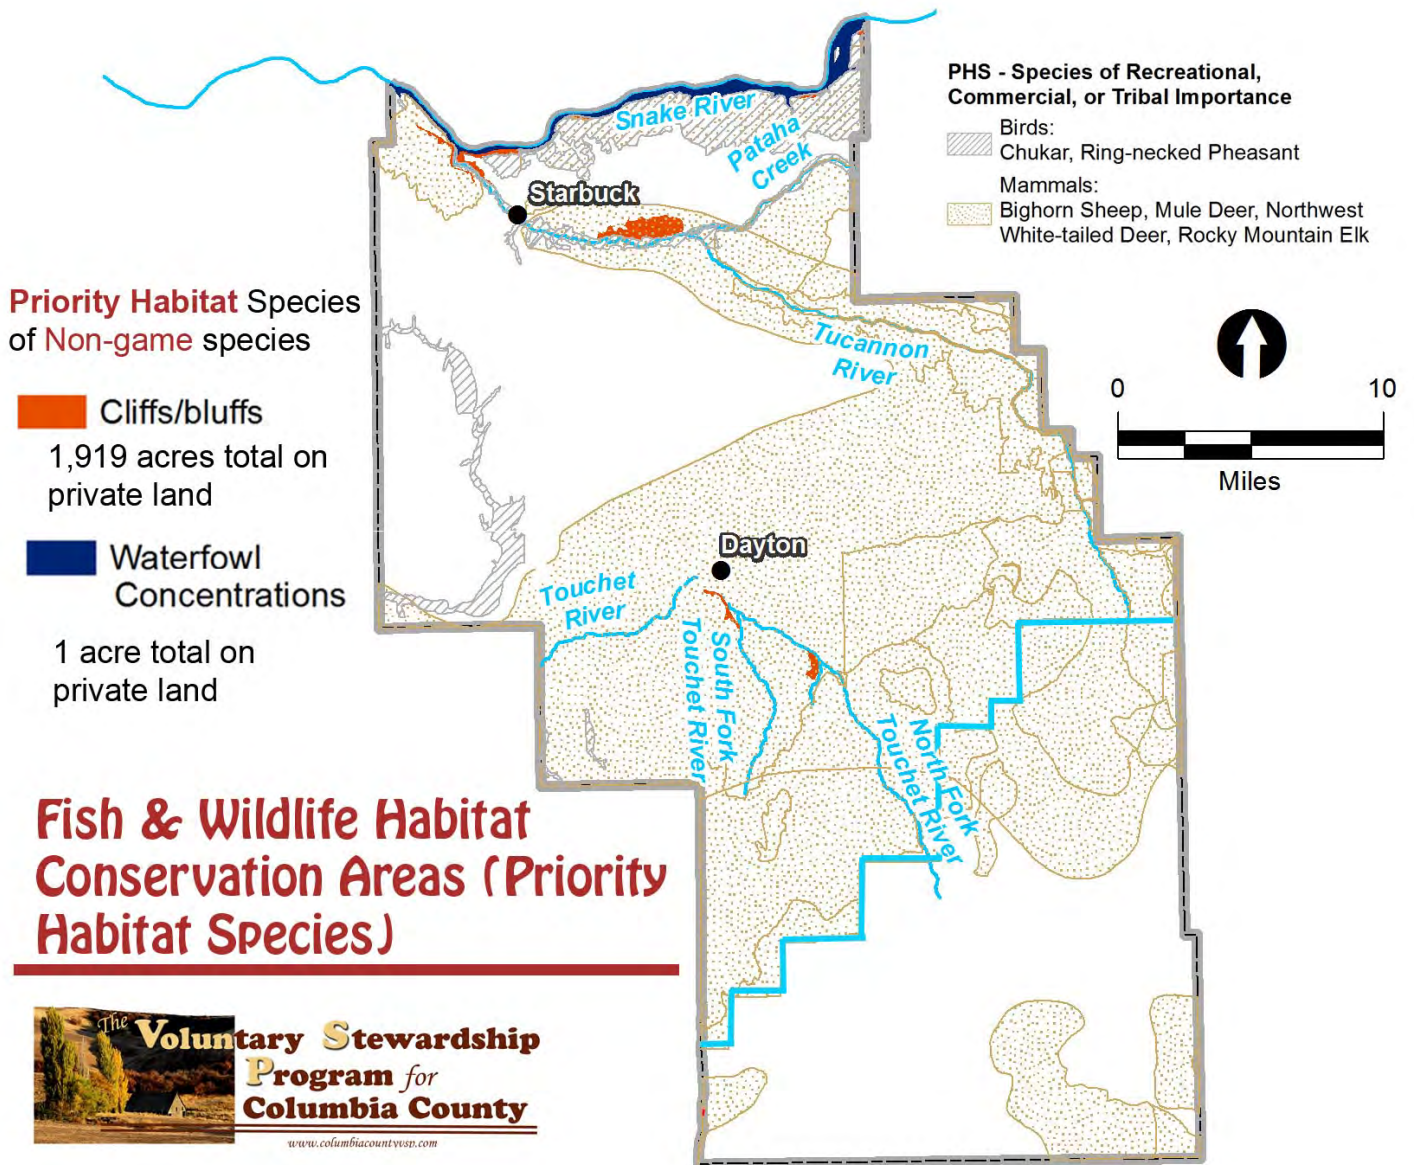 PHS - Species of Recreational,
Commercial, or Tribal Importance
Birds:
Chukar, Ring-necked Pheasant
Mammals:
Bighorn Sheep, Mule Deer, Northwest
White-tailed Deer, Rocky Mountain Elk
0 10
Miles
Snake River
Pataha
Creek
Starbuck
Tucannon
River
Dayton
Touchet
River
South Fork
Touchet River
North Fork
Touchet River
Priority Habitat Species
of Non-game species
Cliffs/bluffs
1,919 acres total on
private land
Waterfowl
Concentrations
1 acre total on
private land
Fish & Wildlife Habitat
Conservation Areas (Priority
Habitat Species)
The Voluntary Stewardship
Program for
Columbia County
www.columbiacountyvsp.com